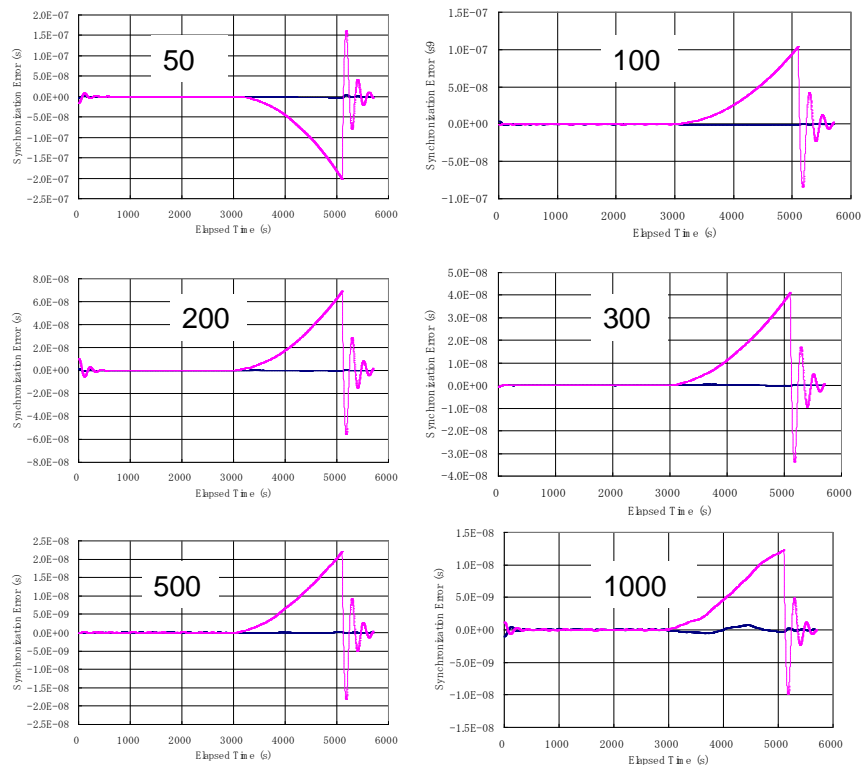 50
Synchronization Error (s)
2.0E-07
1.5E-07
1.0E-07
5.0E-08
0.0E+00
-5.0E-08
-1.0E-07
-1.5E-07
-2.0E-07
-2.5E-07
0 1000 2000 3000 4000 5000 6000
Elapsed Time (s)
100
Synchronization Error (s9
1.5E-07
1.0E-07
5.0E-08
0.0E+00
-5.0E-08
-1.0E-07
0 1000 2000 3000 4000 5000 6000
Elapsed Time (s)
200
Synchronization Error (s)
8.0E-08
6.0E-08
4.0E-08
2.0E-08
0.0E+00
-2.0E-08
-4.0E-08
-6.0E-08
-8.0E-08
0 1000 2000 3000 4000 5000 6000
Elapsed Time (s)
300
Synchronization Error (s)
5.0E-08
4.0E-08
3.0E-08
2.0E-08
1.0E-08
0.0E+00
-1.0E-08
-2.0E-08
-3.0E-08
-4.0E-08
0 1000 2000 3000 4000 5000 6000
Elapsed Time (s)
500
Synchronization Error (s)
2.5E-08
2.0E-08
1.5E-08
1.0E-08
5.0E-09
0.0E+00
-5.0E-09
-1.0E-08
-1.5E-08
-2.0E-08
-2.5E-08
0 1000 2000 3000 4000 5000 6000
Elapsed Time (s)
1000
Synchronization Error (s)
1.5E-08
1.0E-08
5.0E-09
0.0E+00
-5.0E-09
-1.0E-08
-1.5E-08
0 1000 2000 3000 4000 5000 6000
Elapsed Time (s)